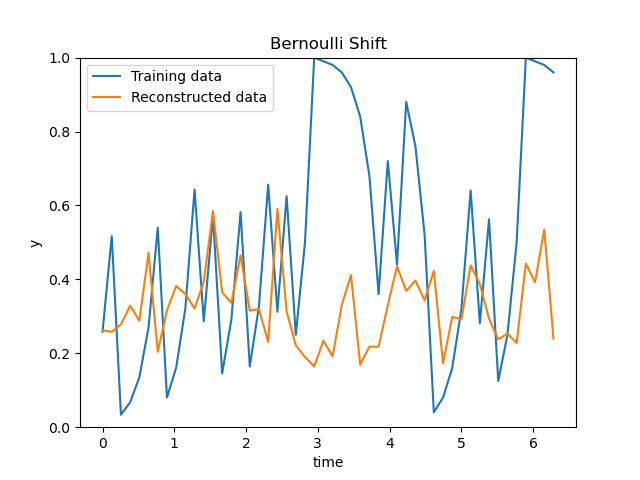 Bernoulli Shift
Training data
Reconstructed data
1.0
0.8
0.6
0.4
0.2
0.0
y
0 1 2 3 4 5 6
time